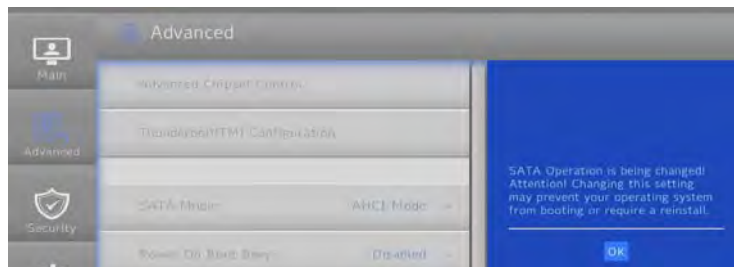 Advanced
Main
Advanced Chipset Control
Thunderbolt(TM) Configuration
Advanced
SATA Mode
AHCI Mode
Security
Power On Boot Beep
Disabled
SATA Operation is being changed!
Attention! Changing this setting
may prevent your operating system
from booting or require a reinstall.
OK